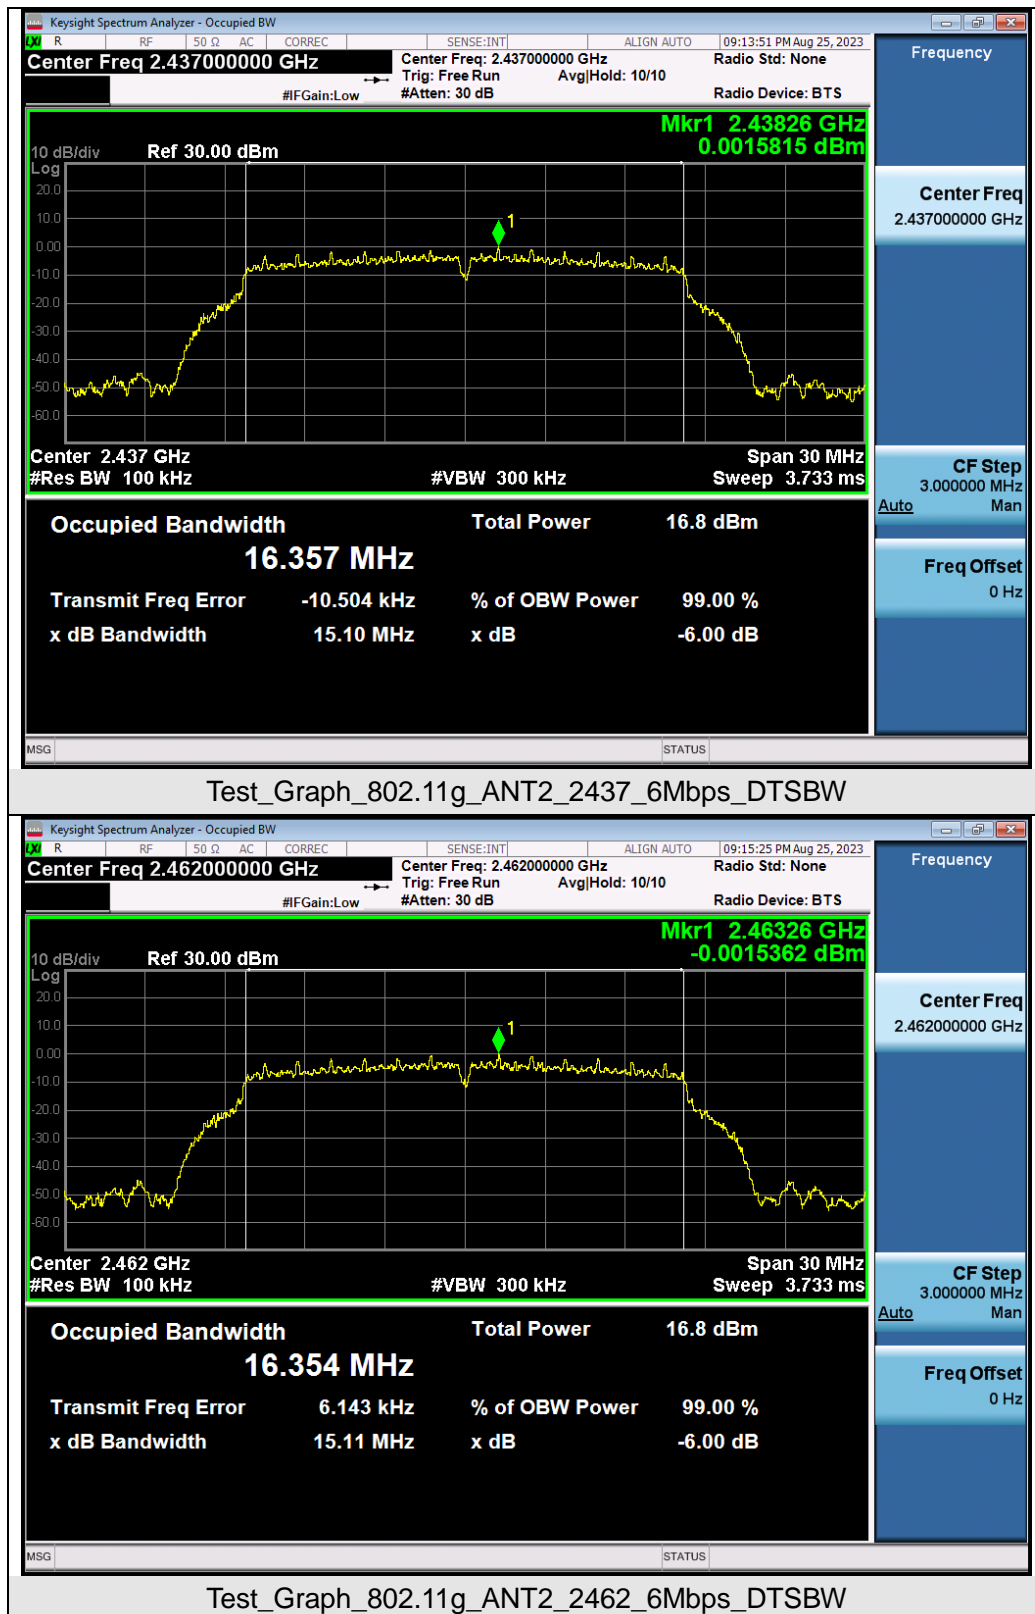 Keysight Spectrum Analyzer - Occupied BW
LXI R RF 50 Ω AC CORREC SENSE:INT ALIGN AUTO 09:13:51 PM Aug 25, 2023
Center Freq 2.437000000 GHz
Center Freq: 2.437000000 GHz
Radio Std: None
Trig: Free Run Avg|Hold: 10/10
#IFGain:Low #Atten: 30 dB Radio Device: BTS
Frequency
Mkr1 2.43826 GHz
0.0015815 dBm
10 dB/div Ref 30.00 dBm
Log
20.0
10.0
0.00
-10.0
-20.0
-30.0
-40.0
-50.0
-60.0
1
Center Freq
2.437000000 GHz
Center 2.437 GHz Span 30 MHz
#Res BW 100 kHz #VBW 300 kHz Sweep 3.733 ms
CF Step
3.000000 MHz
Auto Man
Freq Offset
0 Hz
Occupied Bandwidth Total Power 16.8 dBm
16.357 MHz
Transmit Freq Error -10.504 kHz % of OBW Power 99.00 %
x dB Bandwidth 15.10 MHz x dB -6.00 dB
MSG STATUS
Test_Graph_802.11g_ANT2_2437_6Mbps_DTSBW
Keysight Spectrum Analyzer - Occupied BW
LXI R RF 50 Ω AC CORREC SENSE:INT ALIGN AUTO 09:15:25 PM Aug 25, 2023
Center Freq 2.462000000 GHz
Center Freq: 2.462000000 GHz
Radio Std: None
Trig: Free Run Avg|Hold: 10/10
#IFGain:Low #Atten: 30 dB Radio Device: BTS
Frequency
Mkr1 2.46326 GHz
-0.0015362 dBm
10 dB/div Ref 30.00 dBm
Log
20.0
10.0
0.00
-10.0
-20.0
-30.0
-40.0
-50.0
-60.0
1
Center Freq
2.462000000 GHz
Center 2.462 GHz Span 30 MHz
#Res BW 100 kHz #VBW 300 kHz Sweep 3.733 ms
CF Step
3.000000 MHz
Auto Man
Freq Offset
0 Hz
Occupied Bandwidth Total Power 16.8 dBm
16.354 MHz
Transmit Freq Error 6.143 kHz % of OBW Power 99.00 %
x dB Bandwidth 15.11 MHz x dB -6.00 dB
MSG STATUS
Test_Graph_802.11g_ANT2_2462_6Mbps_DTSBW